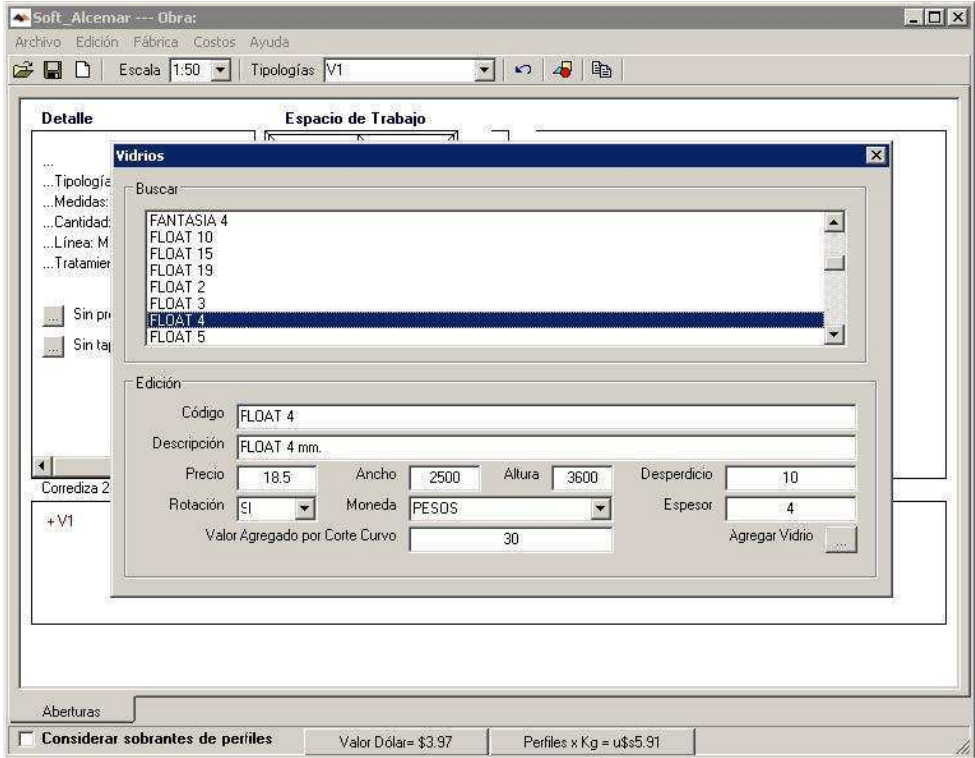 Soft_Alcemar --- Obra:
Archivo Edición Fábrica Costos Ayuda
Escala 1:50 Tipologías V1
Detalle Espacio de Trabajo
...
...Tipología
...Medidas:
...Cantidad:
...Línea: M
...Tratamier
... Sin pre
... Sin tap
Corrediza 2
+ V1
Vidrios
Buscar
FANTASIA 4
FLOAT 10
FLOAT 15
FLOAT 19
FLOAT 2
FLOAT 3
FLOAT 4
FLOAT 5
Edición
Código FLOAT 4
Descripción FLOAT 4 mm.
Precio 18.5 Ancho 2500 Altura 3600 Desperdicio 10
Rotación SI Moneda PESOS Espesor 4
Valor Agregado por Corte Curvo 30 Agregar Vidrio ...
Aberturas
Considerar sobrantes de perfiles Valor Dólar= $3.97 Perfiles x Kg = u$s5.91